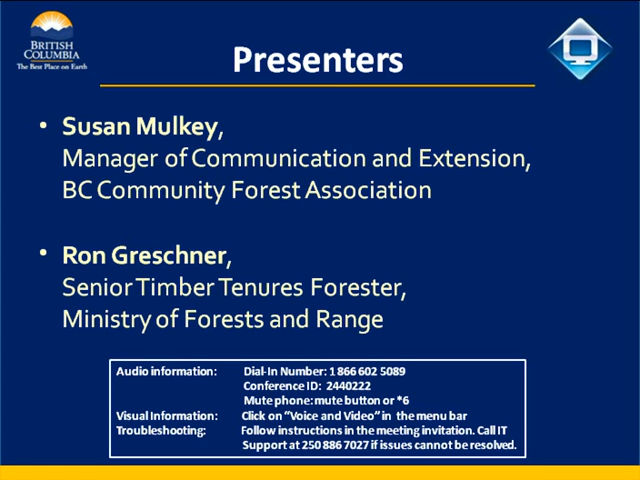 BRITISH
COLUMBIA
The Best Place on Earth
Presenters
• Susan Mulkey,
Manager of Communication and Extension,
BC Community Forest Association
• Ron Greschner,
Senior Timber Tenures Forester,
Ministry of Forests and Range
Audio information: Dial-In Number: 1 866 602 5089
Conference ID: 2440222
Mute phone: mute button or *6
Visual Information: Click on “Voice and Video” in the menu bar
Troubleshooting: Follow instructions in the meeting invitation. Call IT
Support at 250 886 7027 if issues cannot be resolved.